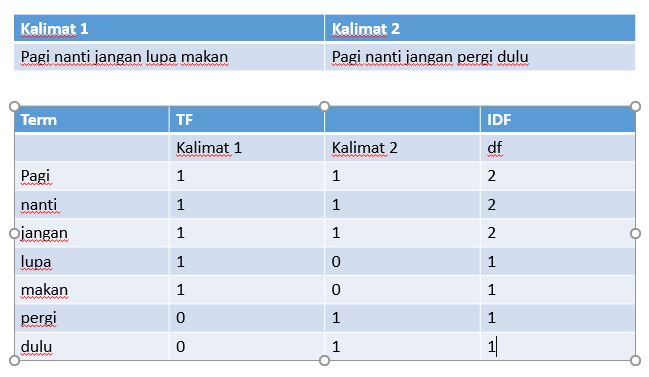 Kalimat 1 Kalimat 2
Pagi nanti jangan lupa makan Pagi nanti jangan pergi dulu
Term TF IDF
Kalimat 1 Kalimat 2 df
Pagi 1 1 2
nanti 1 1 2
jangan 1 1 2
lupa 1 0 1
makan 1 0 1
pergi 0 1 1
dulu 0 1 1